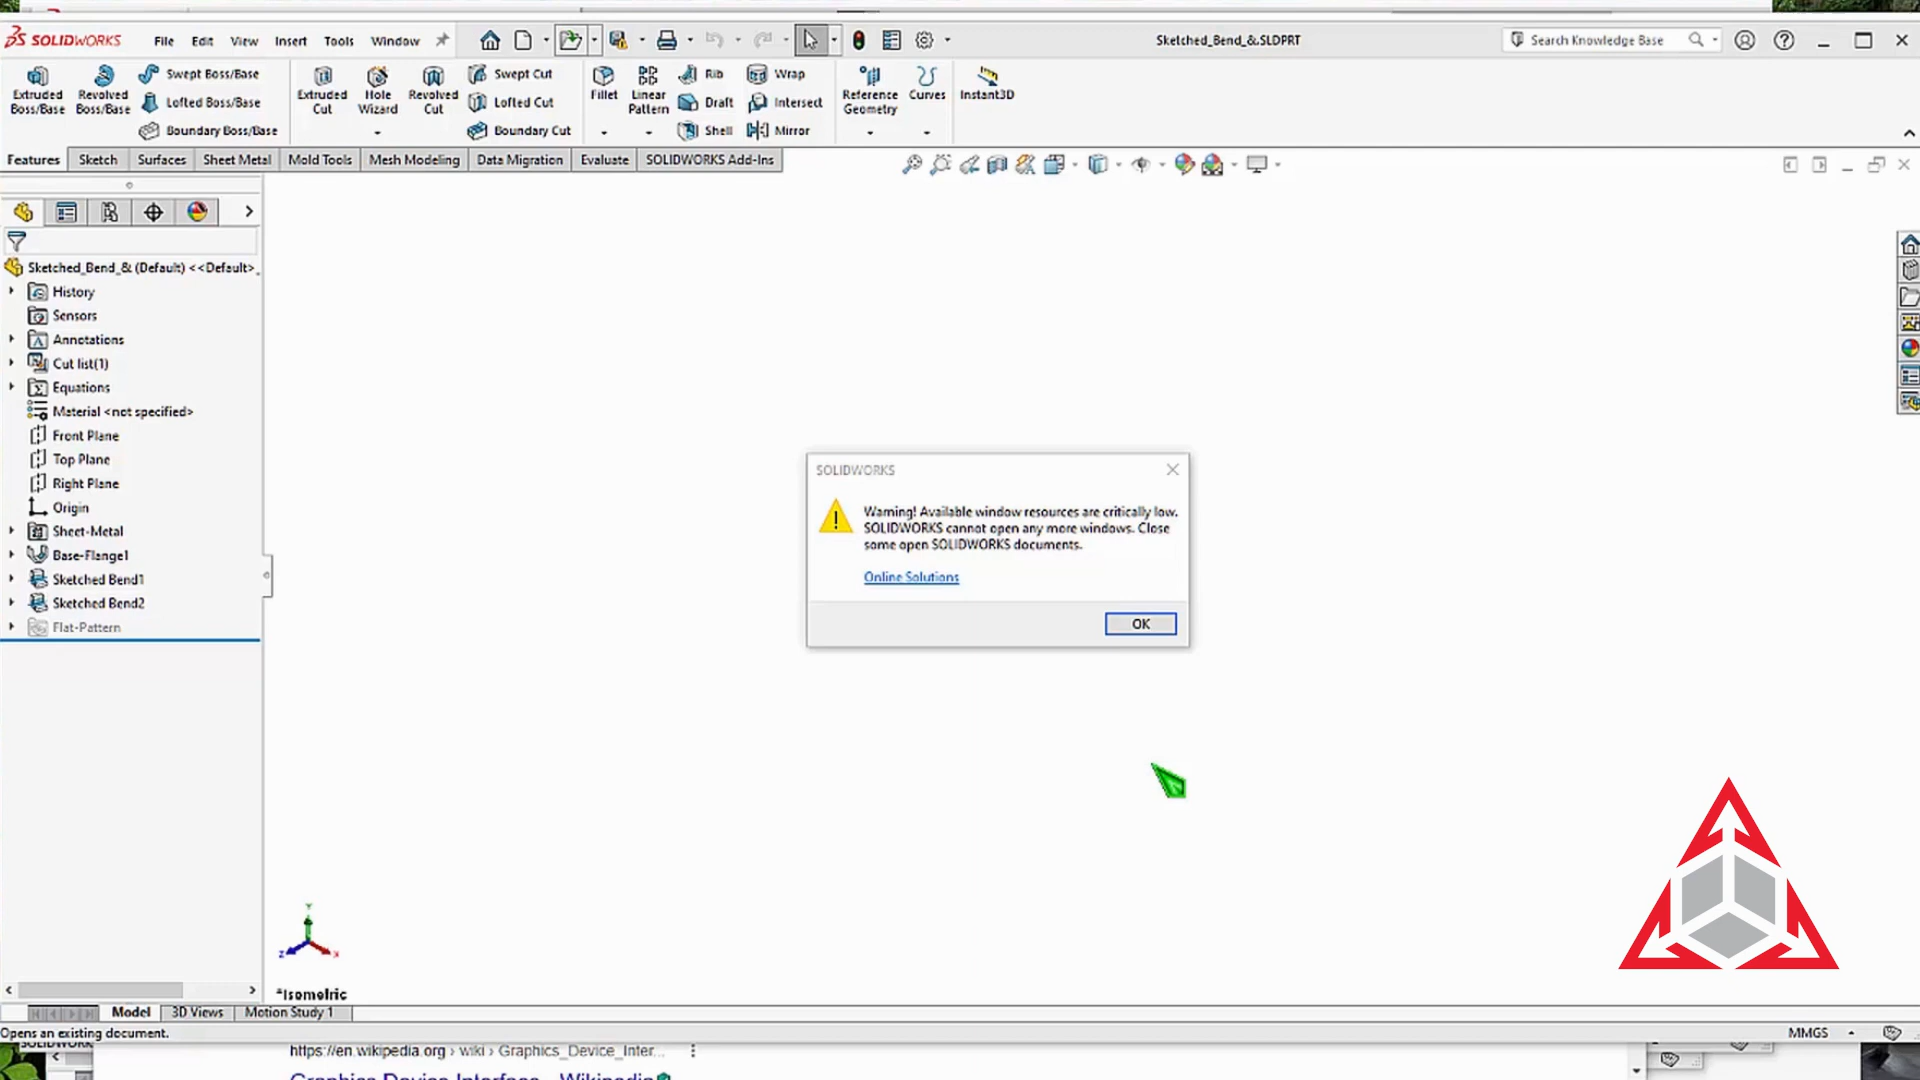 SOLIDWORKS File Edit View Insert Tools Window
Sketched_Bend_&.SLDPRT
Search Knowledge Base
Extruded Boss/Base
Revolved Boss/Base
Swept Boss/Base
Lofted Boss/Base
Boundary Boss/Base
Extruded Cut
Hole Wizard
Revolved Cut
Swept Cut
Lofted Cut
Boundary Cut
Fillet
Linear Pattern
Rib
Draft
Shell
Wrap
Intersect
Mirror
Reference Geometry
Curves
Instant3D
Features Sketch Surfaces Sheet Metal Mold Tools Mesh Modeling Data Migration Evaluate SOLIDWORKS Add-Ins
Sketched_Bend_& (Default) <<Default>_
History
Sensors
Annotations
Cut list(1)
Equations
Material <not specified>
Front Plane
Top Plane
Right Plane
Origin
Sheet-Metal
Base-Flange1
Sketched Bend1
Sketched Bend2
Flat-Pattern
SOLIDWORKS
Warning! Available window resources are critically low.
SOLIDWORKS cannot open any more windows. Close
some open SOLIDWORKS documents.
Online Solutions
OK
Y
Z
X
*Isometric
Model 3D Views Motion Study 1
Opens an existing document.
MMGS
SOLIDWORKS
https://en.wikipedia.org › wiki › Graphics_Device_Inter...
Graphics Device Interface - Wikipedia